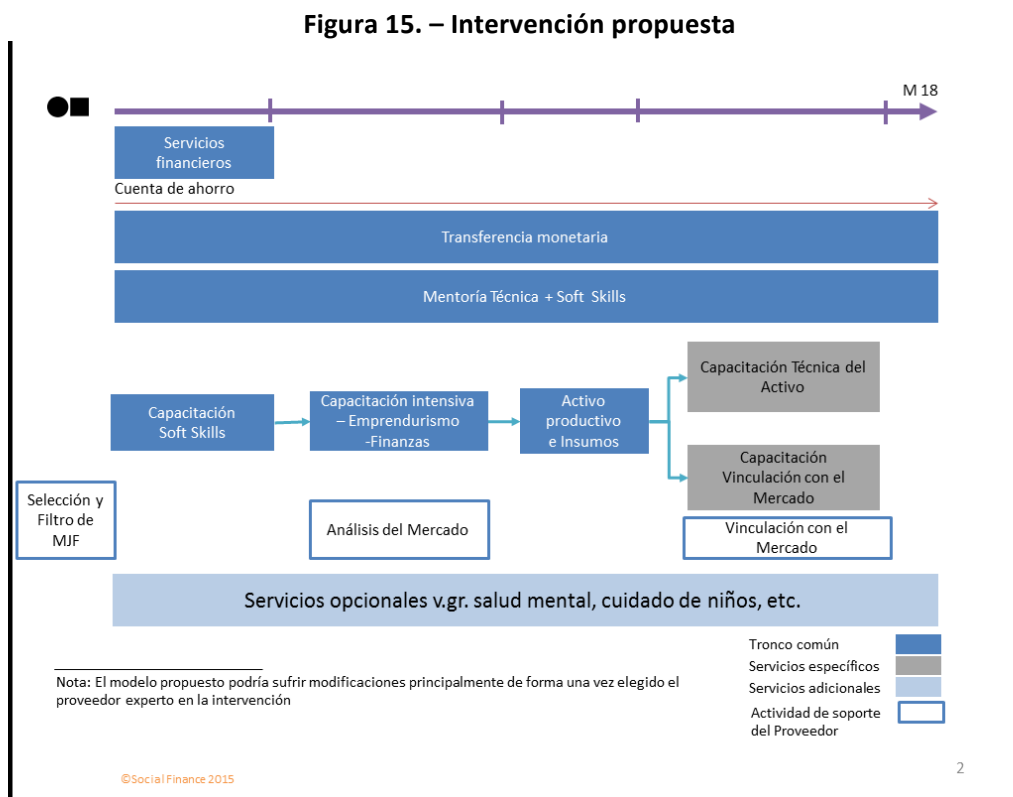 Figura 15. – Intervención propuesta
M 18
Servicios
financieros
Cuenta de ahorro
Transferencia monetaria
Mentoría Técnica + Soft Skills
Capacitación
Soft Skills
Capacitación intensiva
– Emprendurismo
-Finanzas
Activo
productivo
e Insumos
Capacitación Técnica del
Activo
Capacitación
Vinculación con el
Mercado
Selección y
Filtro de
MJF
Análisis del Mercado
Vinculación con el
Mercado
Servicios opcionales v.gr. salud mental, cuidado de niños, etc.
Tronco común
Servicios específicos
Servicios adicionales
Actividad de soporte
del Proveedor
Nota: El modelo propuesto podría sufrir modificaciones principalmente de forma una vez elegido el
proveedor experto en la intervención
©Social Finance 2015
2